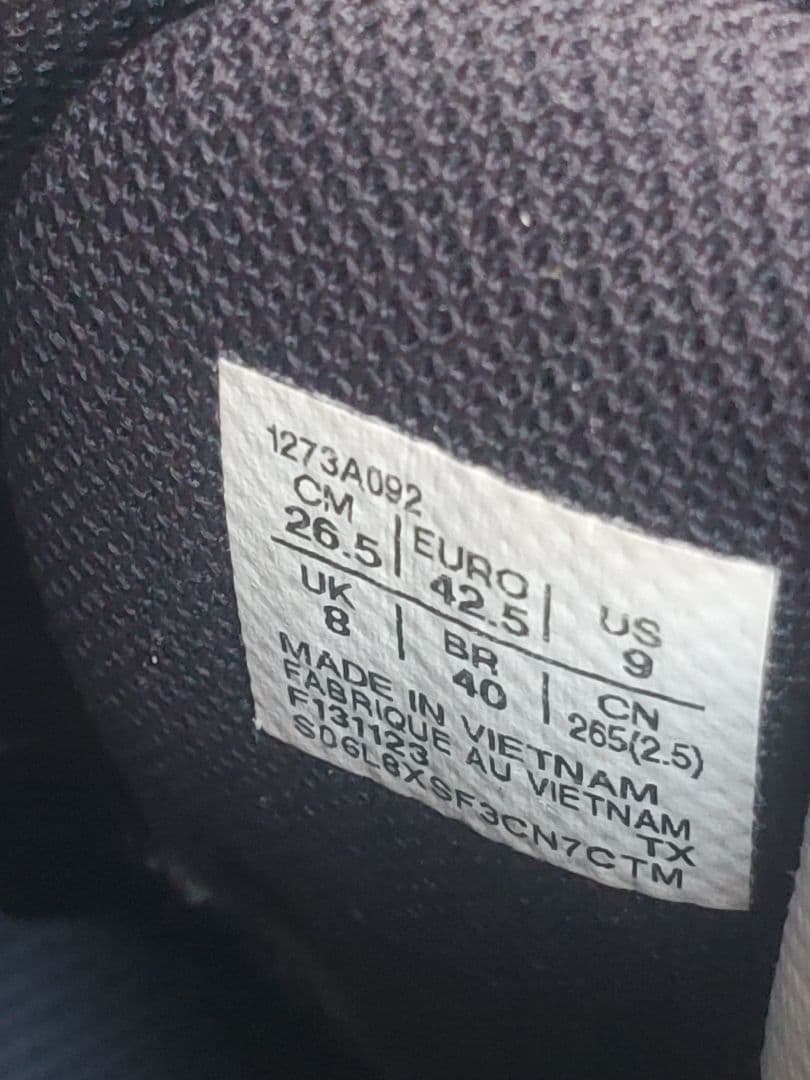 1273A092
CM | EURO | US
26.5 | 42.5 | 9
UK | BR | CN
8 | 40 | 265(2.5)
MADE IN VIETNAM
FABRIQUE AU VIETNAM
F131123 TX
SD6L8XSF3CN7CTM